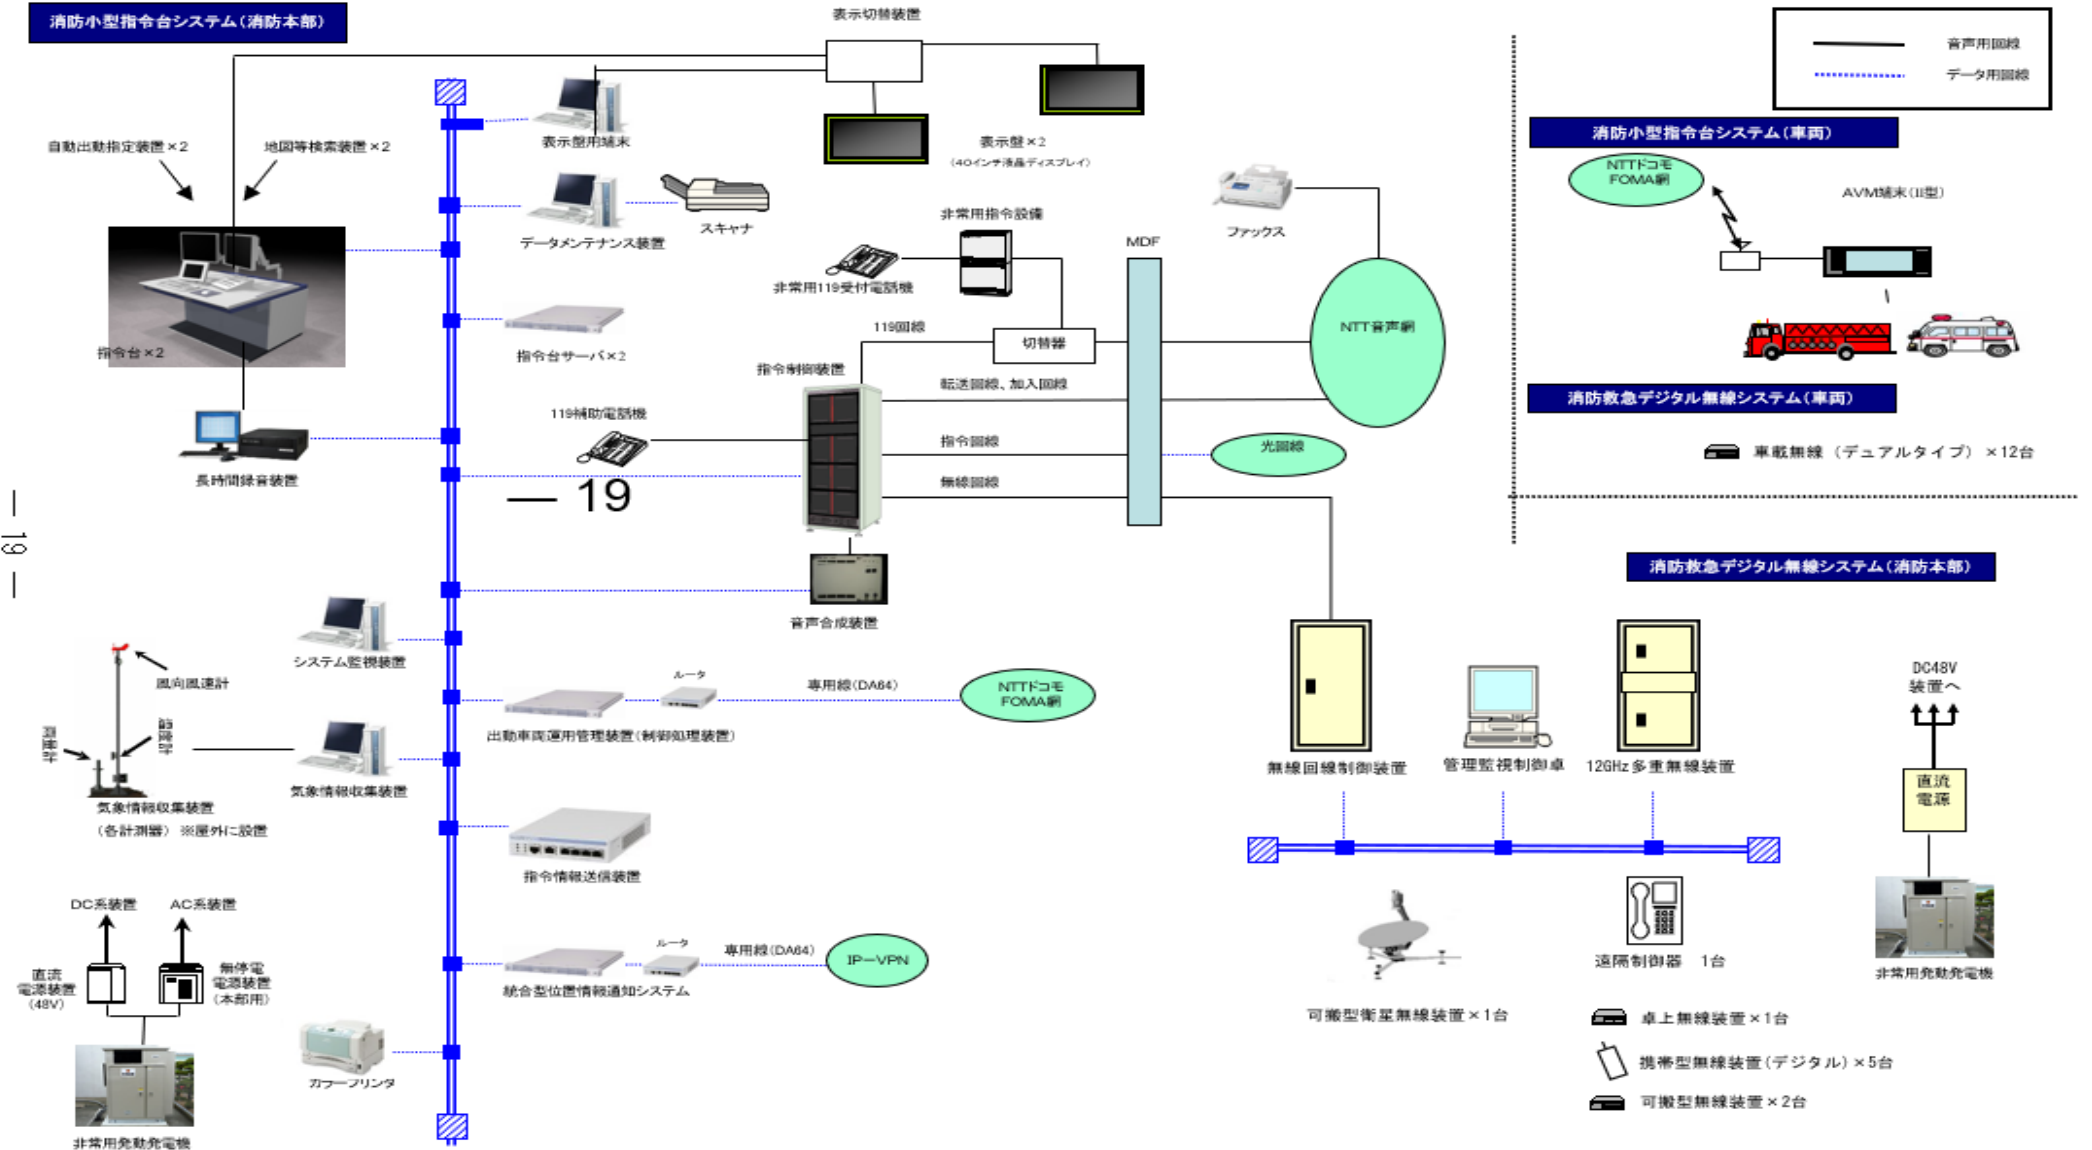 消防小型指令台システム(消防本部)
表示切替装置
音声用回線
データ用回線
自動出動指定装置×2
地図等検索装置×2
表示盤用端末
表示盤×2
(40インチ液晶ディスプレイ)
消防小型指令台システム(車両)
NTTドコモ
FOMA網
AVM端末(II型)
データメンテナンス装置
スキャナ
非常用指令設備
MDF
ファックス
非常用119受付電話機
指令台×2
指令台サーバ×2
119回線
切替器
NTT音声網
指令制御装置
転送回線、加入回線
消防救急デジタル無線システム(車両)
119補助電話機
指令回線
光回線
車載無線(デュアルタイプ)×12台
長時間録音装置
無線回線
— 19
— 19 —
消防救急デジタル無線システム(消防本部)
音声合成装置
システム監視装置
風向風速計
雨量計
温度計
ルータ
専用線(DA64)
NTTドコモ
FOMA網
出動車両運用管理装置(制御処理装置)
DC48V
装置へ
無線回線制御装置
管理監視制御卓
12GHz多重無線装置
直流
電源
気象情報収集装置
(各計測器) ※屋外に設置
気象情報収集装置
指令情報送信装置
DC系装置
AC系装置
直流
電源装置
(48V)
無停電
電源装置
(本部用)
ルータ
専用線(DA64)
IP-VPN
統合型位置情報通知システム
遠隔制御器 1台
非常用発動発電機
可搬型衛星無線装置×1台
卓上無線装置×1台
携帯型無線装置(デジタル)×5台
可搬型無線装置×2台
カラープリンタ
非常用発動発電機